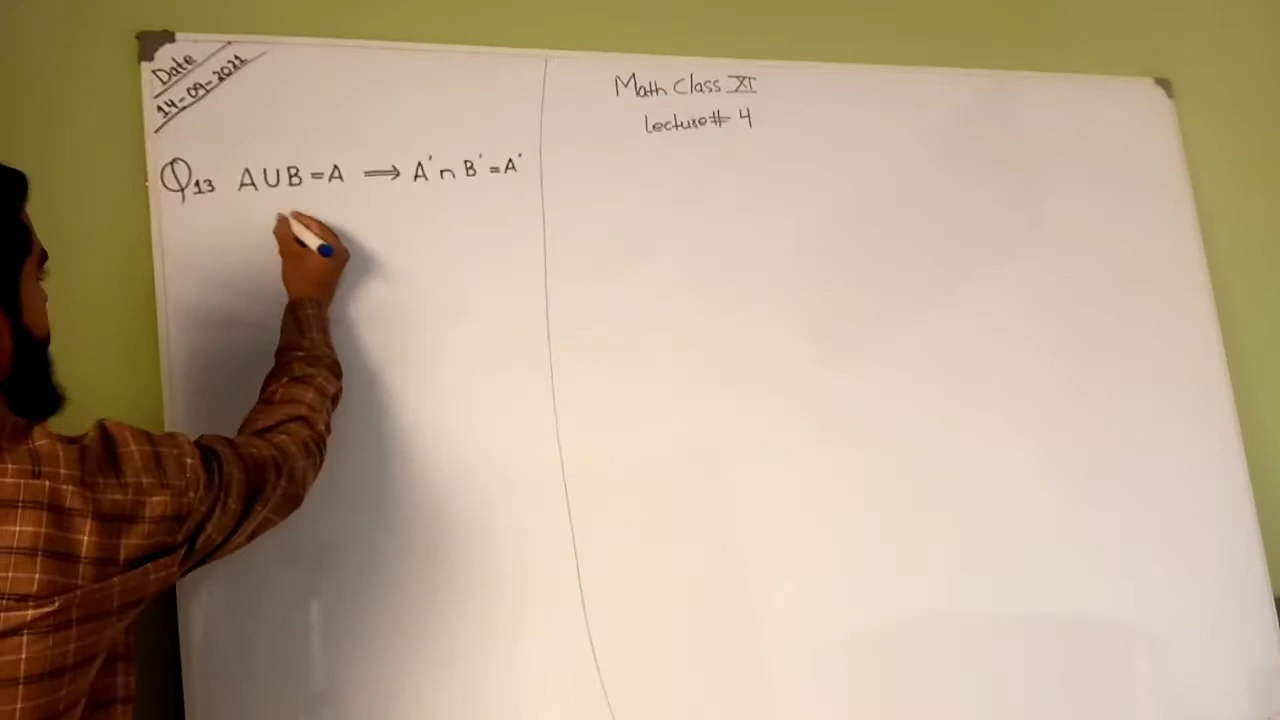 Date
14-09-2021
Math Class XI
Lecture# 4
Q13 A∪B=A ⟹ A'∩B'=A'